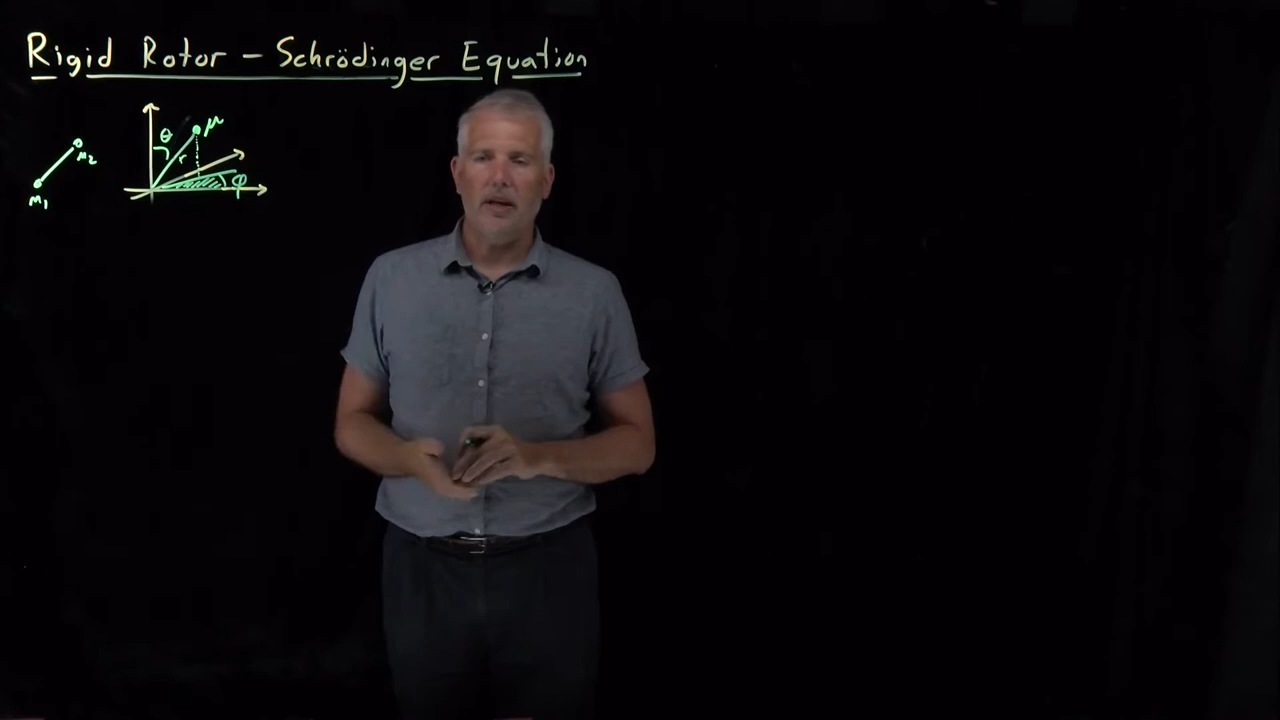 Rigid Rotor – Schrödinger Equation
θ μ
r
m₂
φ
m₁